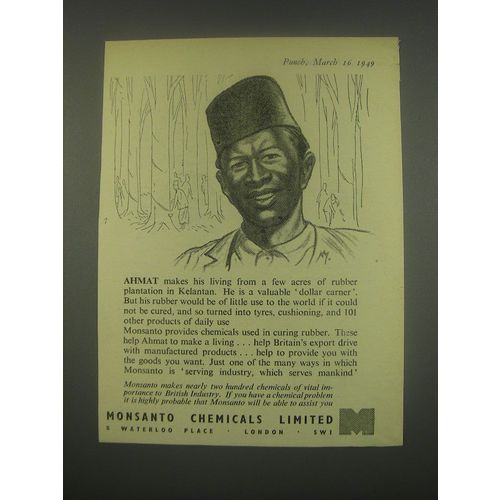 Punch, March 16 1949
AHMAT makes his living from a few acres of rubber
plantation in Kelantan. He is a valuable 'dollar earner'.
But his rubber would be of little use to the world if it could
not be cured, and so turned into tyres, cushioning, and 101
other products of daily use
Monsanto provides chemicals used in curing rubber. These
help Ahmat to make a living . . . help Britain's export drive
with manufactured products . . . help to provide you with
the goods you want. Just one of the many ways in which
Monsanto is 'serving industry, which serves mankind'
Monsanto makes nearly two hundred chemicals of vital im-
portance to British Industry. If you have a chemical problem
it is highly probable that Monsanto will be able to assist you
MONSANTO CHEMICALS LIMITED
8 WATERLOO PLACE · LONDON · SW1
M